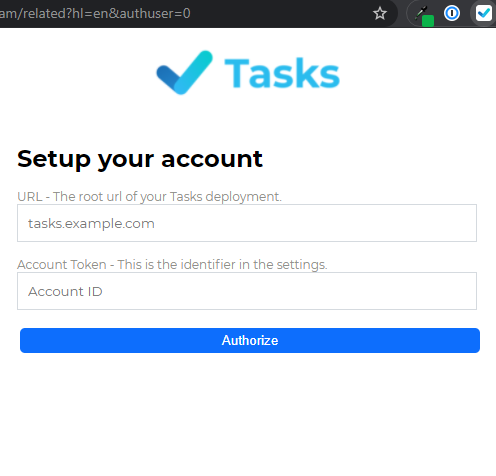 am/related?hl=en&authuser=0
Tasks
Setup your account
URL - The root url of your Tasks deployment.
tasks.example.com
Account Token - This is the identifier in the settings.
Account ID
Authorize